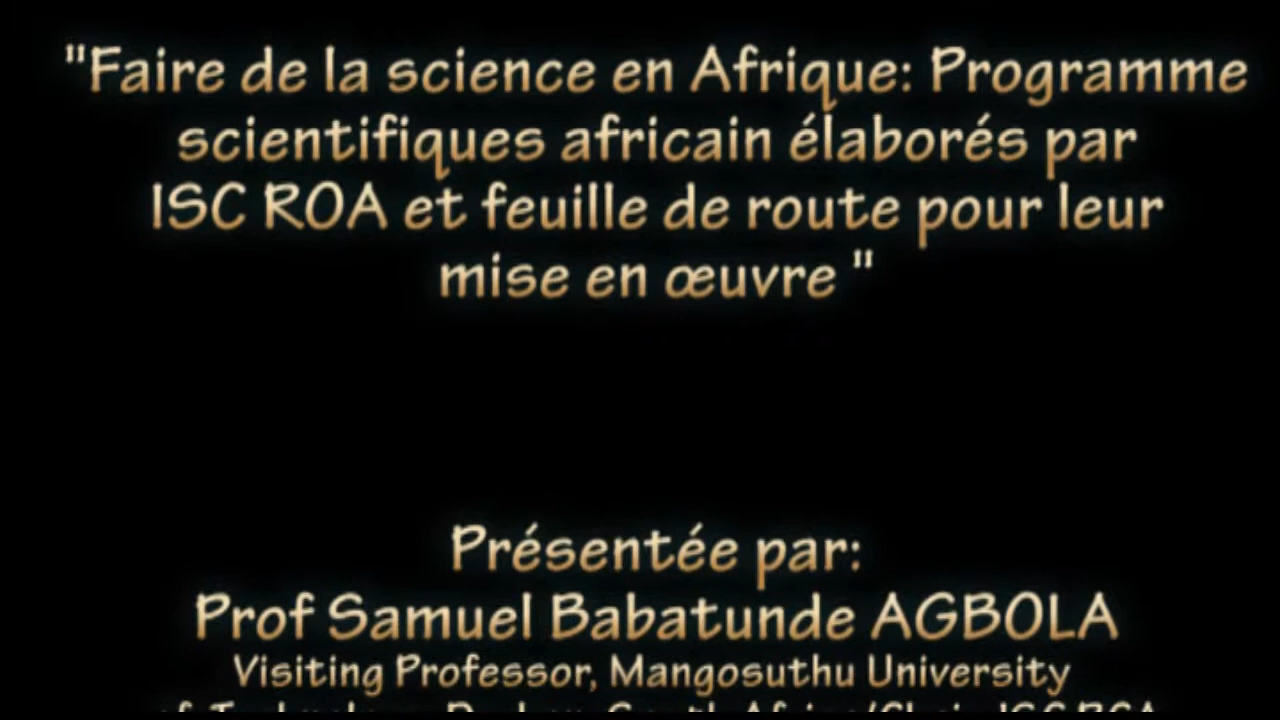 "Faire de la science en Afrique: Programme
scientifiques africain élaborés par
ISC ROA et feuille de route pour leur
mise en œuvre "
Présentée par:
Prof Samuel Babatunde AGBOLA
Visiting Professor, Mangosuthu University